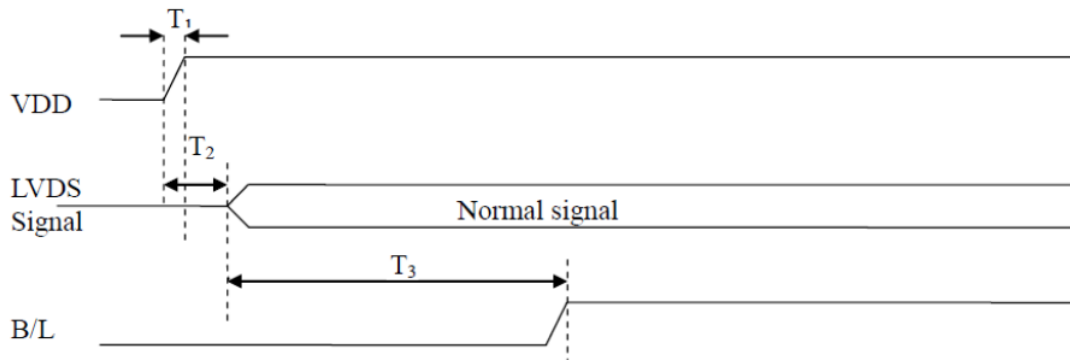 T₁
VDD
T₂
LVDS
Signal
Normal signal
T₃
B/L